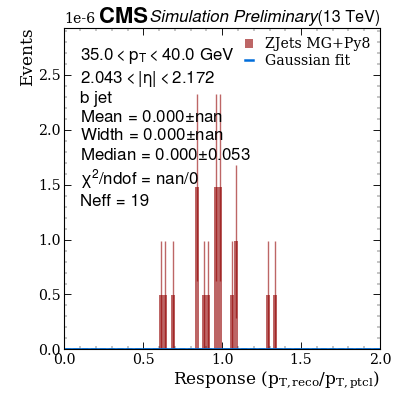 1e-6 CMS Simulation Preliminary (13 TeV)
Events
35.0 < p_T < 40.0 GeV
2.043 < |η| < 2.172
b jet
Mean = 0.000±nan
Width = 0.000±nan
Median = 0.000±0.053
χ²/ndof = nan/0
Neff = 19
ZJets MG+Py8
Gaussian fit
2.5
2.0
1.5
1.0
0.5
0.0
0.0 0.5 1.0 1.5 2.0
Response (p_T,reco/p_T,ptcl)